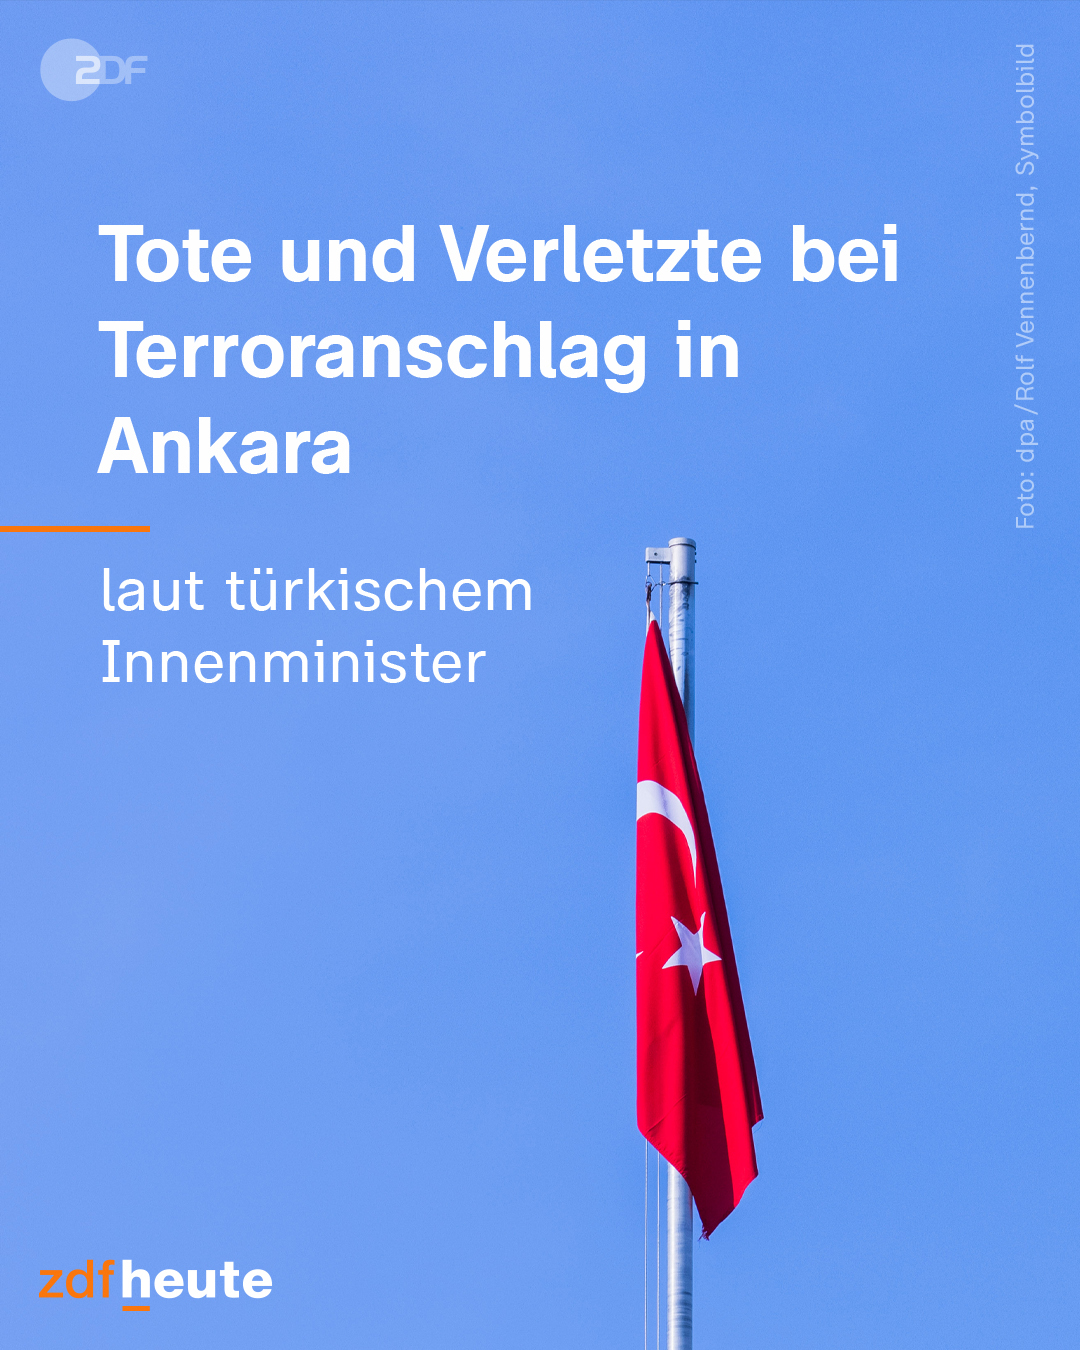 ZDF
Foto: dpa/Rolf Vennenbernd, Symbolbild
Tote und Verletzte bei
Terroranschlag in
Ankara
laut türkischem
Innenminister
zdfheute